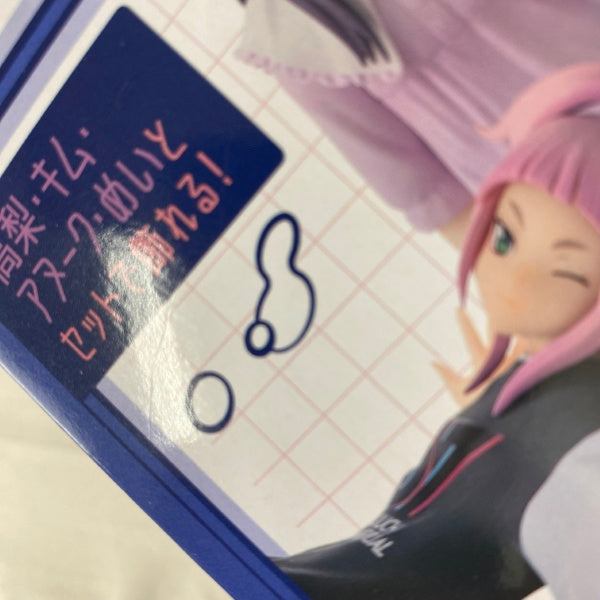 高梨・キム・
アヌーク・めいと
セットで飾れる!